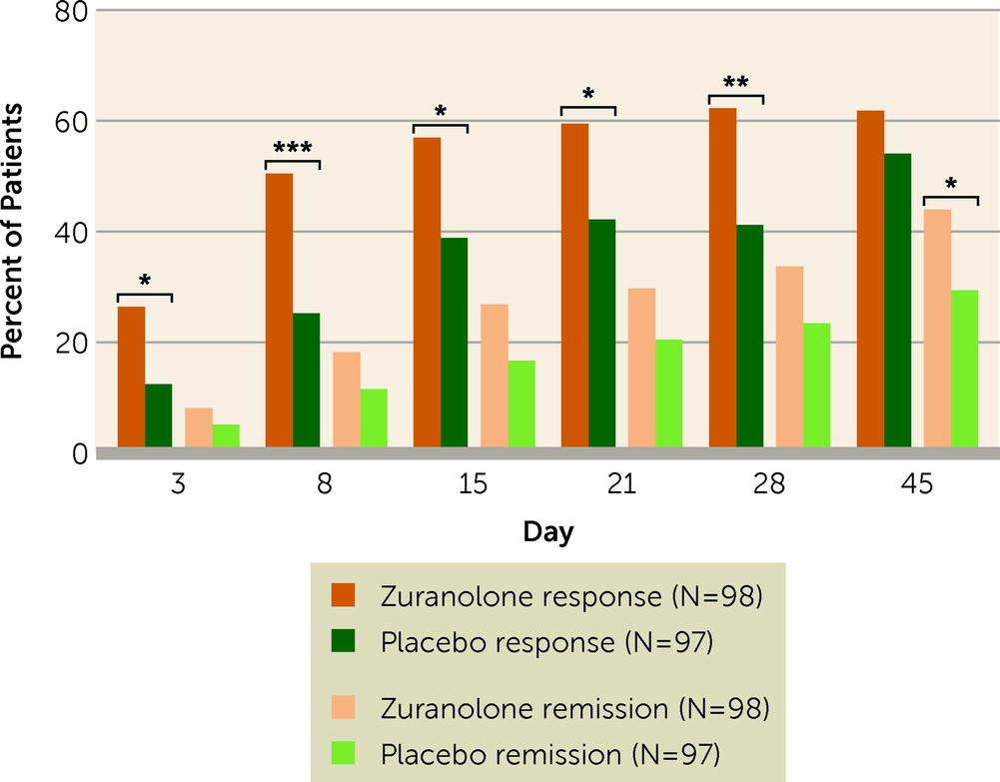 80
60
40
20
0
Percent of Patients
*
***
*
*
**
*
3 8 15 21 28 45
Day
Zuranolone response (N=98)
Placebo response (N=97)
Zuranolone remission (N=98)
Placebo remission (N=97)